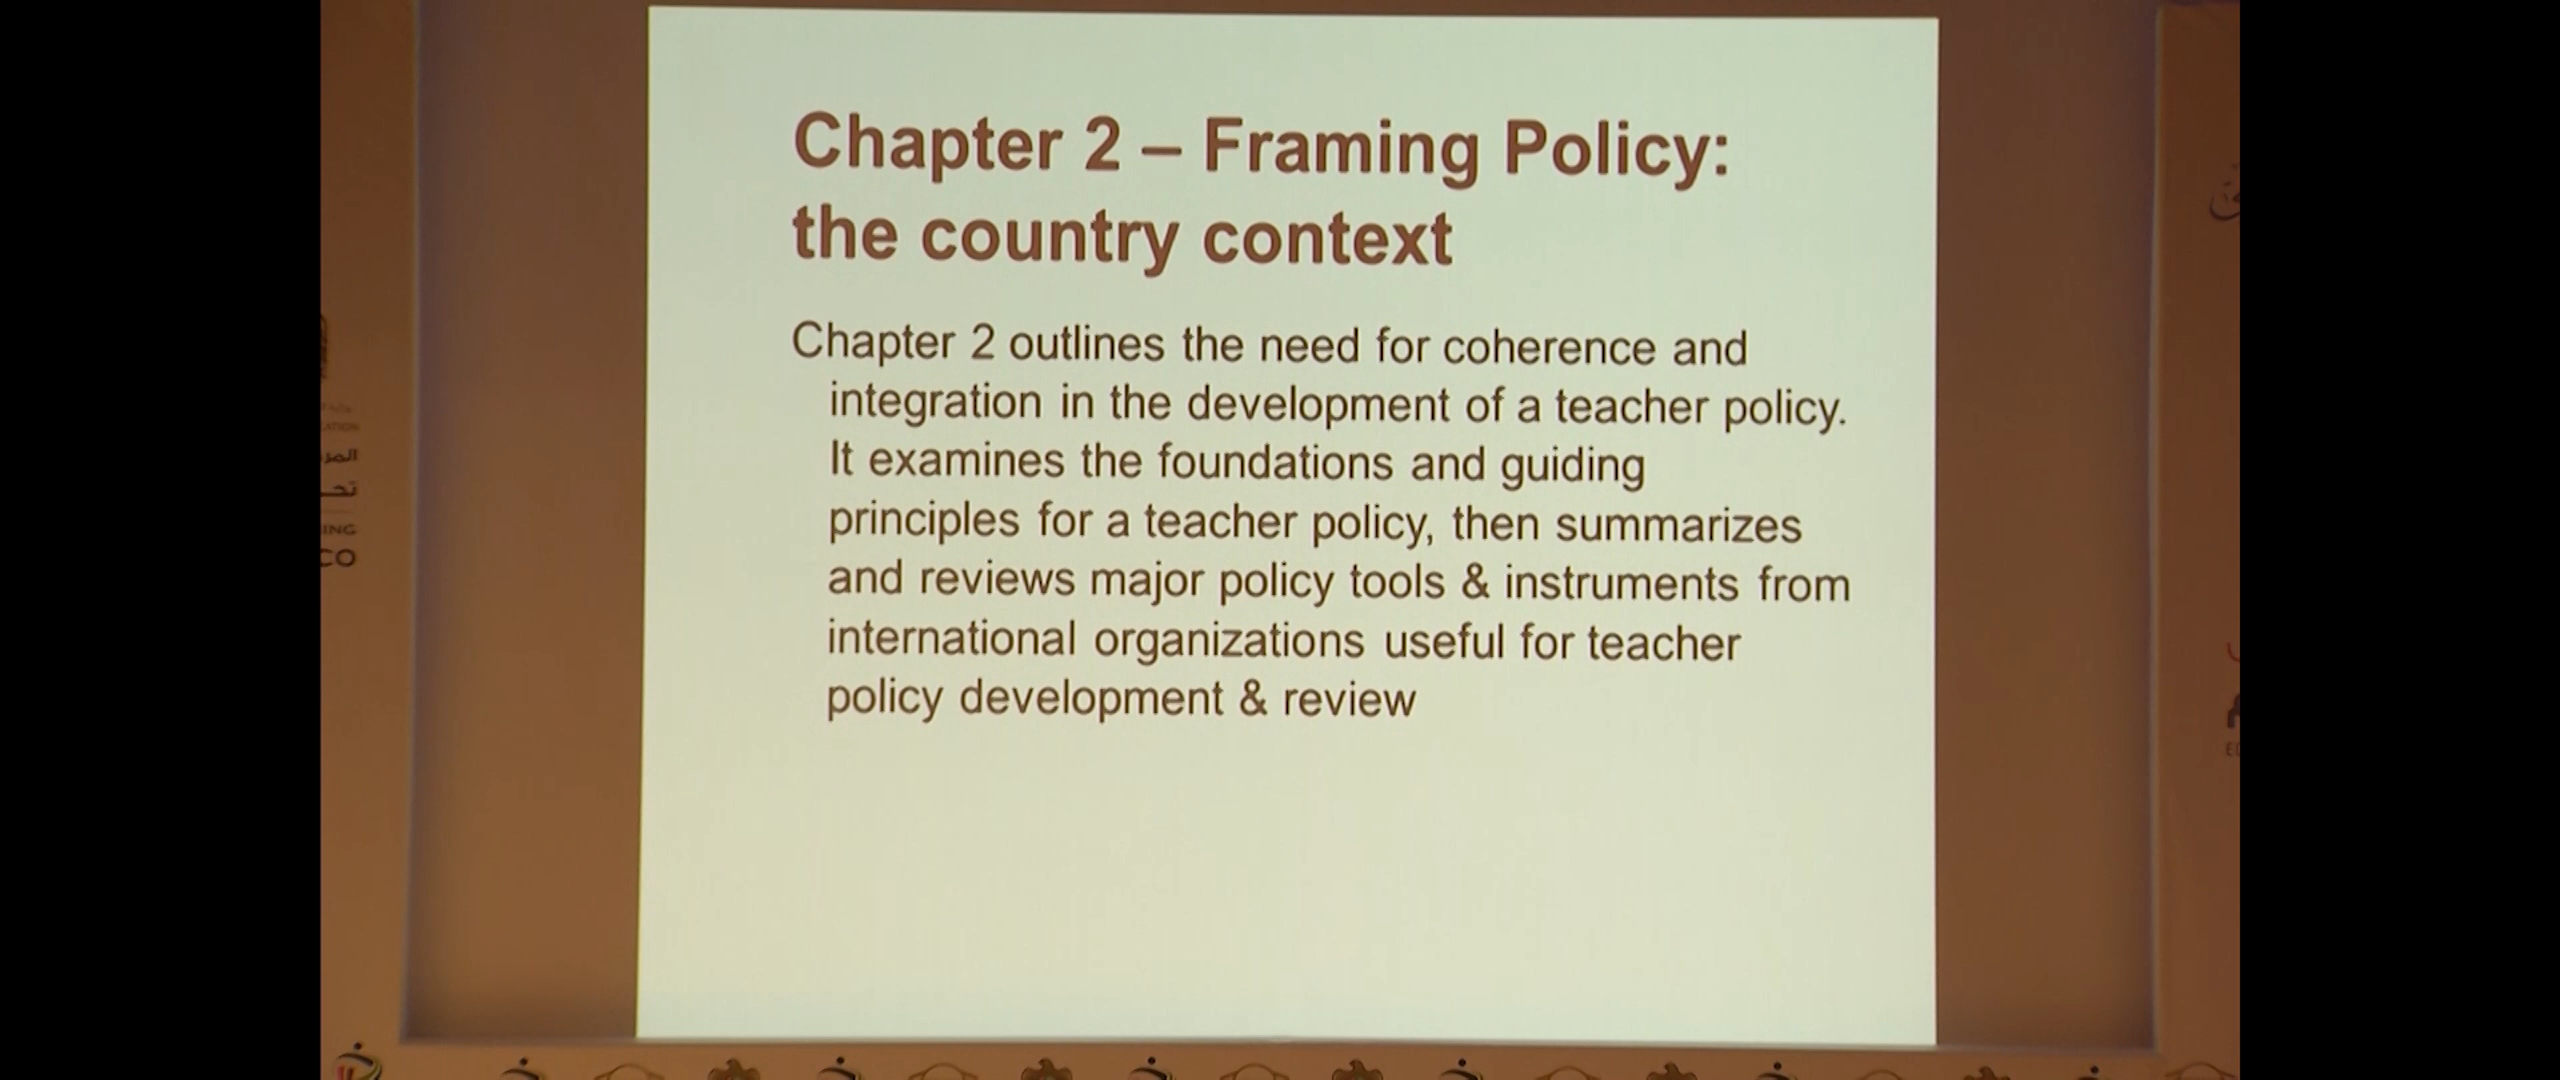 Chapter 2 – Framing Policy:
the country context
Chapter 2 outlines the need for coherence and
integration in the development of a teacher policy.
It examines the foundations and guiding
principles for a teacher policy, then summarizes
and reviews major policy tools & instruments from
international organizations useful for teacher
policy development & review
ING
CO